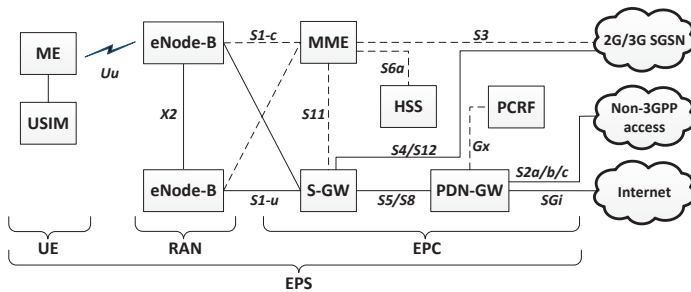 ME
USIM
Uu
eNode-B
X2
eNode-B
S1-c
S1-u
MME
S11
S-GW
S6a
HSS
S3
S4/S12
S5/S8
PCRF
Gx
PDN-GW
S2a/b/c
SGi
2G/3G SGSN
Non-3GPP
access
Internet
UE
RAN
EPC
EPS